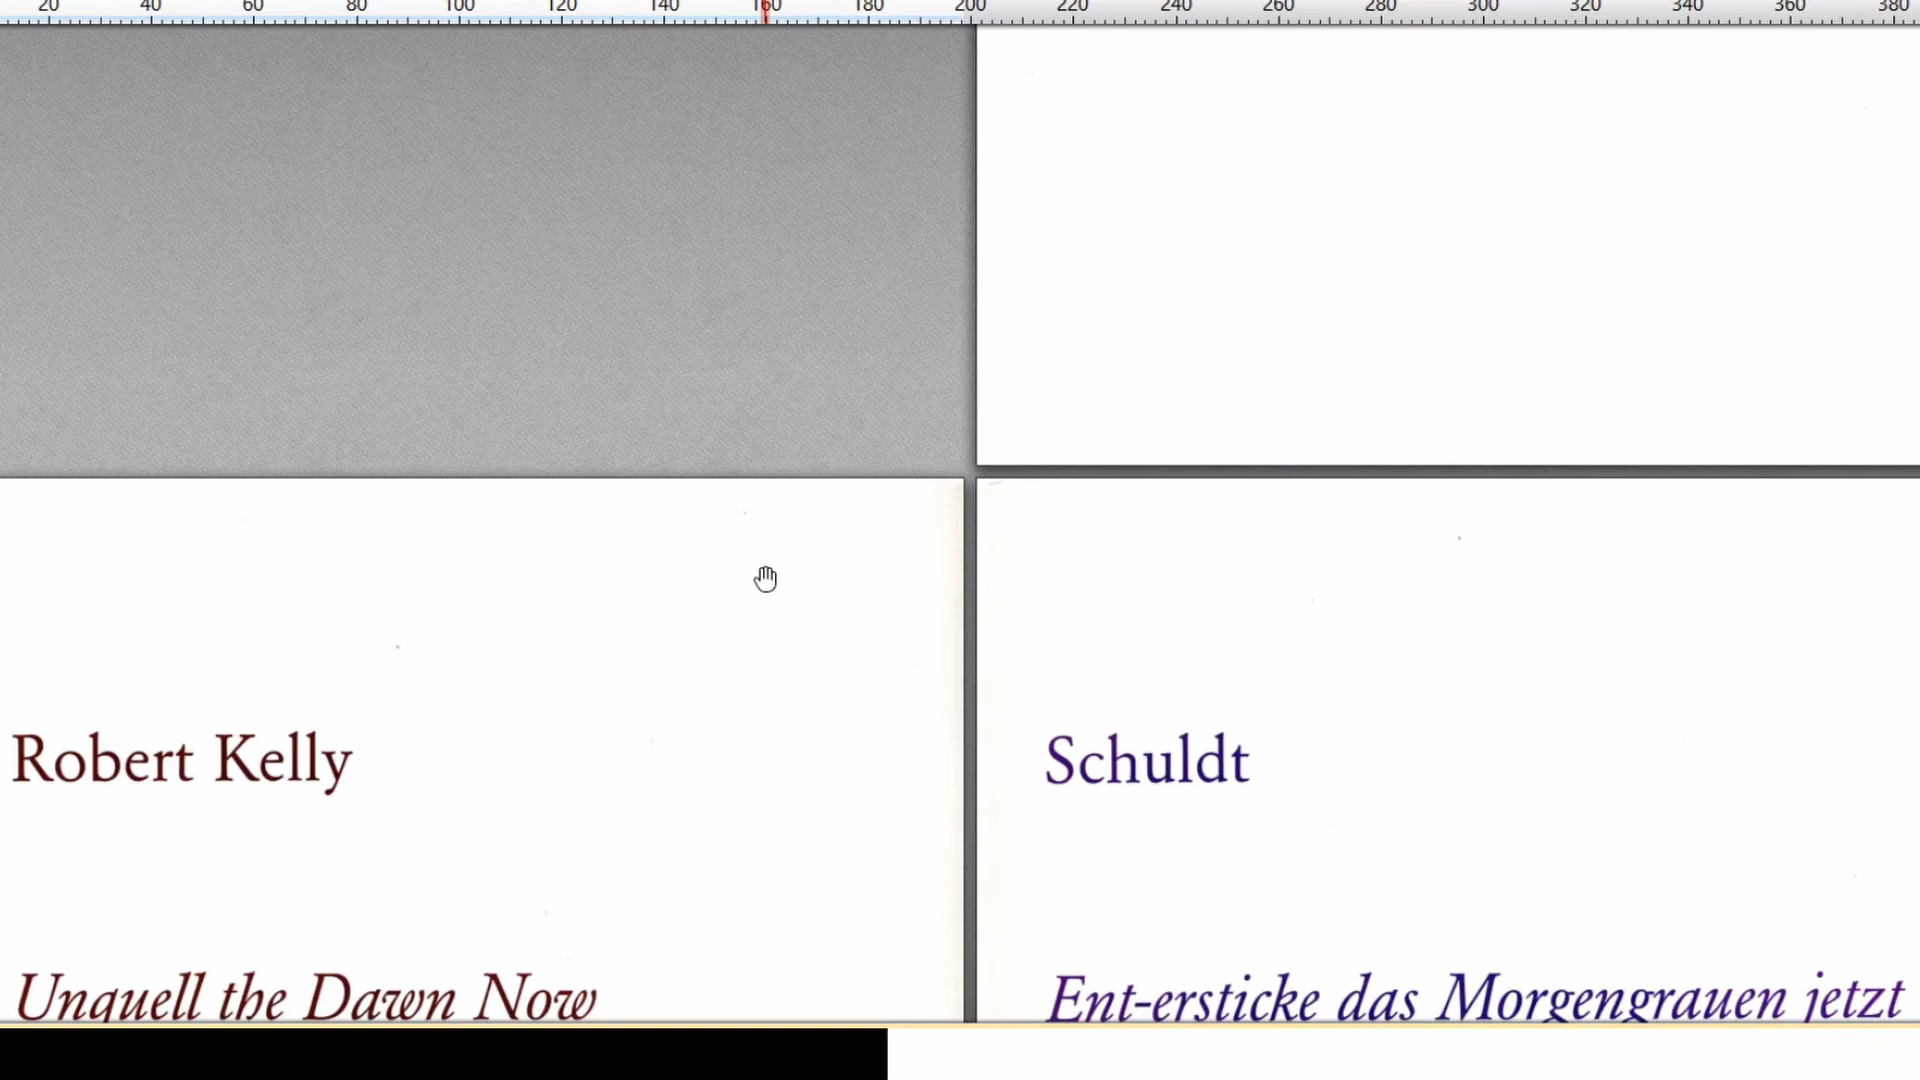 20 40 60 80 100 120 140 160 180 200 220 240 260 280 300 320 340 360 380
Robert Kelly
Schuldt
Unquell the Dawn Now
Ent-ersticke das Morgengrauen jetzt